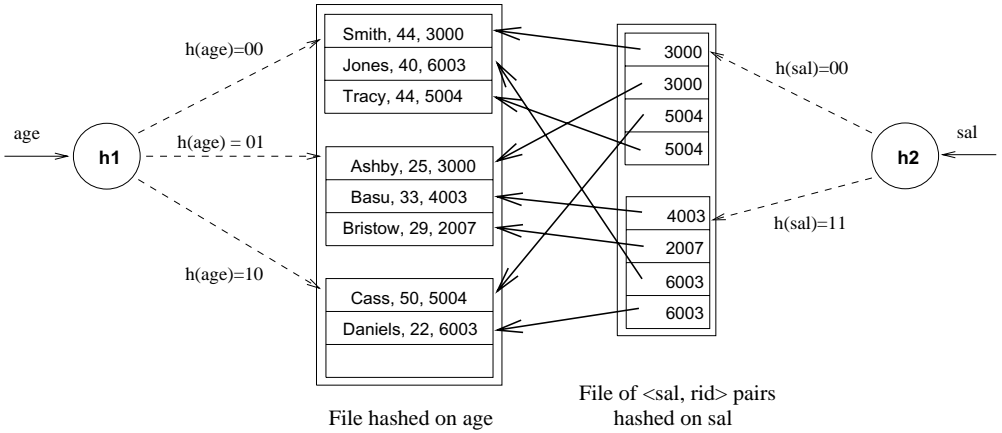 age
h1
h(age)=00
h(age) = 01
h(age)=10
Smith, 44, 3000
Jones, 40, 6003
Tracy, 44, 5004
Ashby, 25, 3000
Basu, 33, 4003
Bristow, 29, 2007
Cass, 50, 5004
Daniels, 22, 6003
File hashed on age
3000
3000
5004
5004
4003
2007
6003
6003
File of <sal, rid> pairs
hashed on sal
h(sal)=00
h(sal)=11
h2
sal